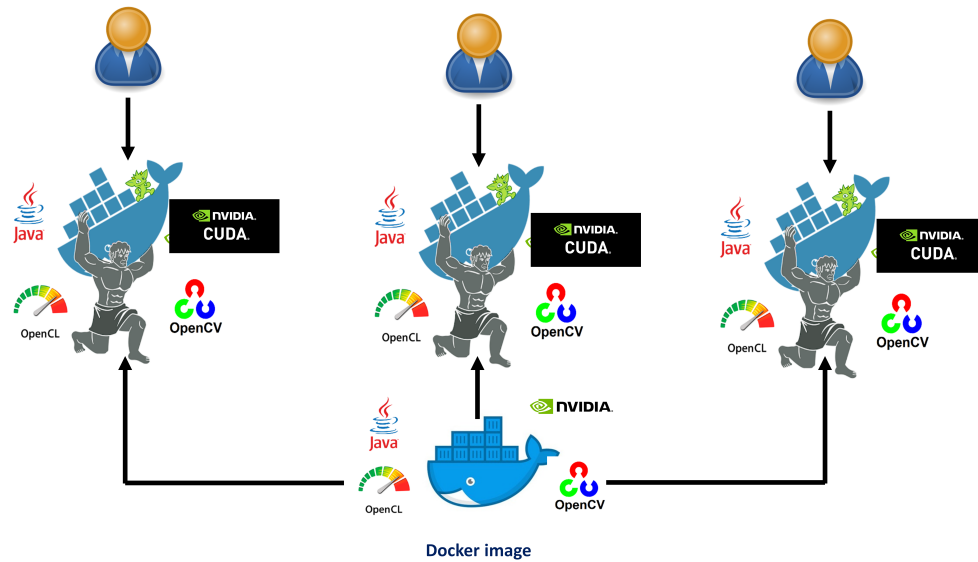 Java
NVIDIA.
CUDA.
OpenCL
OpenCV
Java
NVIDIA.
CUDA.
OpenCL
OpenCV
Java
NVIDIA.
CUDA.
OpenCL
OpenCV
Java
NVIDIA.
OpenCL
OpenCV
Docker image